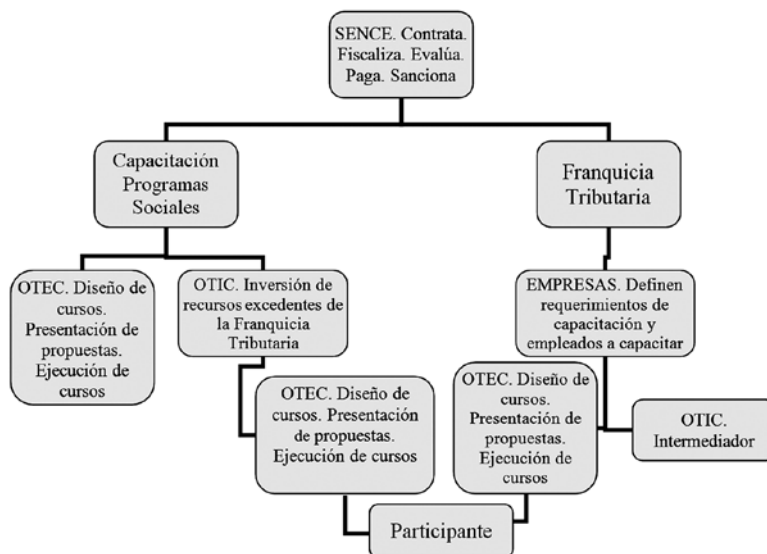 SENCE. Contrata.
Fiscaliza. Evalúa.
Paga. Sanciona
Capacitación
Programas
Sociales
Franquicia
Tributaria
OTEC. Diseño de
cursos.
Presentación de
propuestas.
Ejecución de
cursos
OTIC. Inversión de
recursos excedentes de
la Franquicia
Tributaria
EMPRESAS. Definen
requerimientos de
capacitación y
empleados a capacitar
OTEC. Diseño de
cursos. Presentación
de propuestas.
Ejecución de cursos
OTEC. Diseño de
cursos.
Presentación de
propuestas.
Ejecución de
cursos
OTIC.
Intermediador
Participante